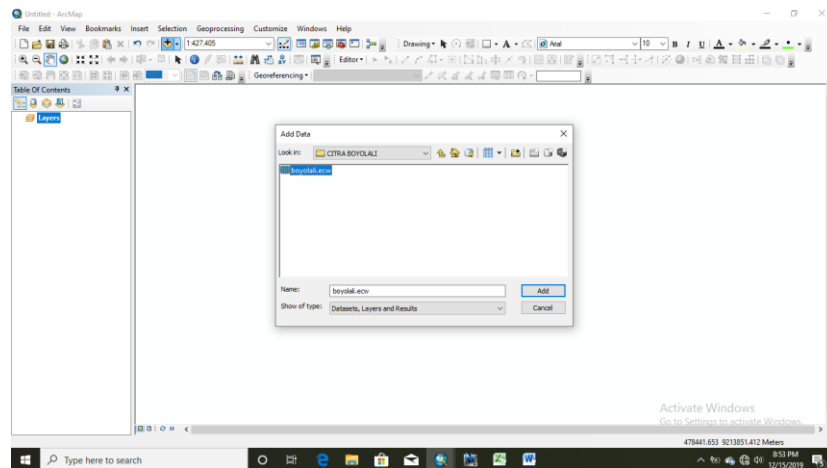 Untitled - ArcMap
File Edit View Bookmarks Insert Selection Geoprocessing Customize Windows Help
1:427,405 Drawing Arial 10 B I U A
Editor
Georeferencing
Table Of Contents
Layers
Add Data
Look in: CITRA BOYOLALI
boyolali.ecw
Name: boyolali.ecw Add
Show of type: Datasets, Layers and Results Cancel
Activate Windows
Go to Settings to activate Windows.
478441.653 9213851.412 Meters
Type here to search
8:53 PM
12/15/2019